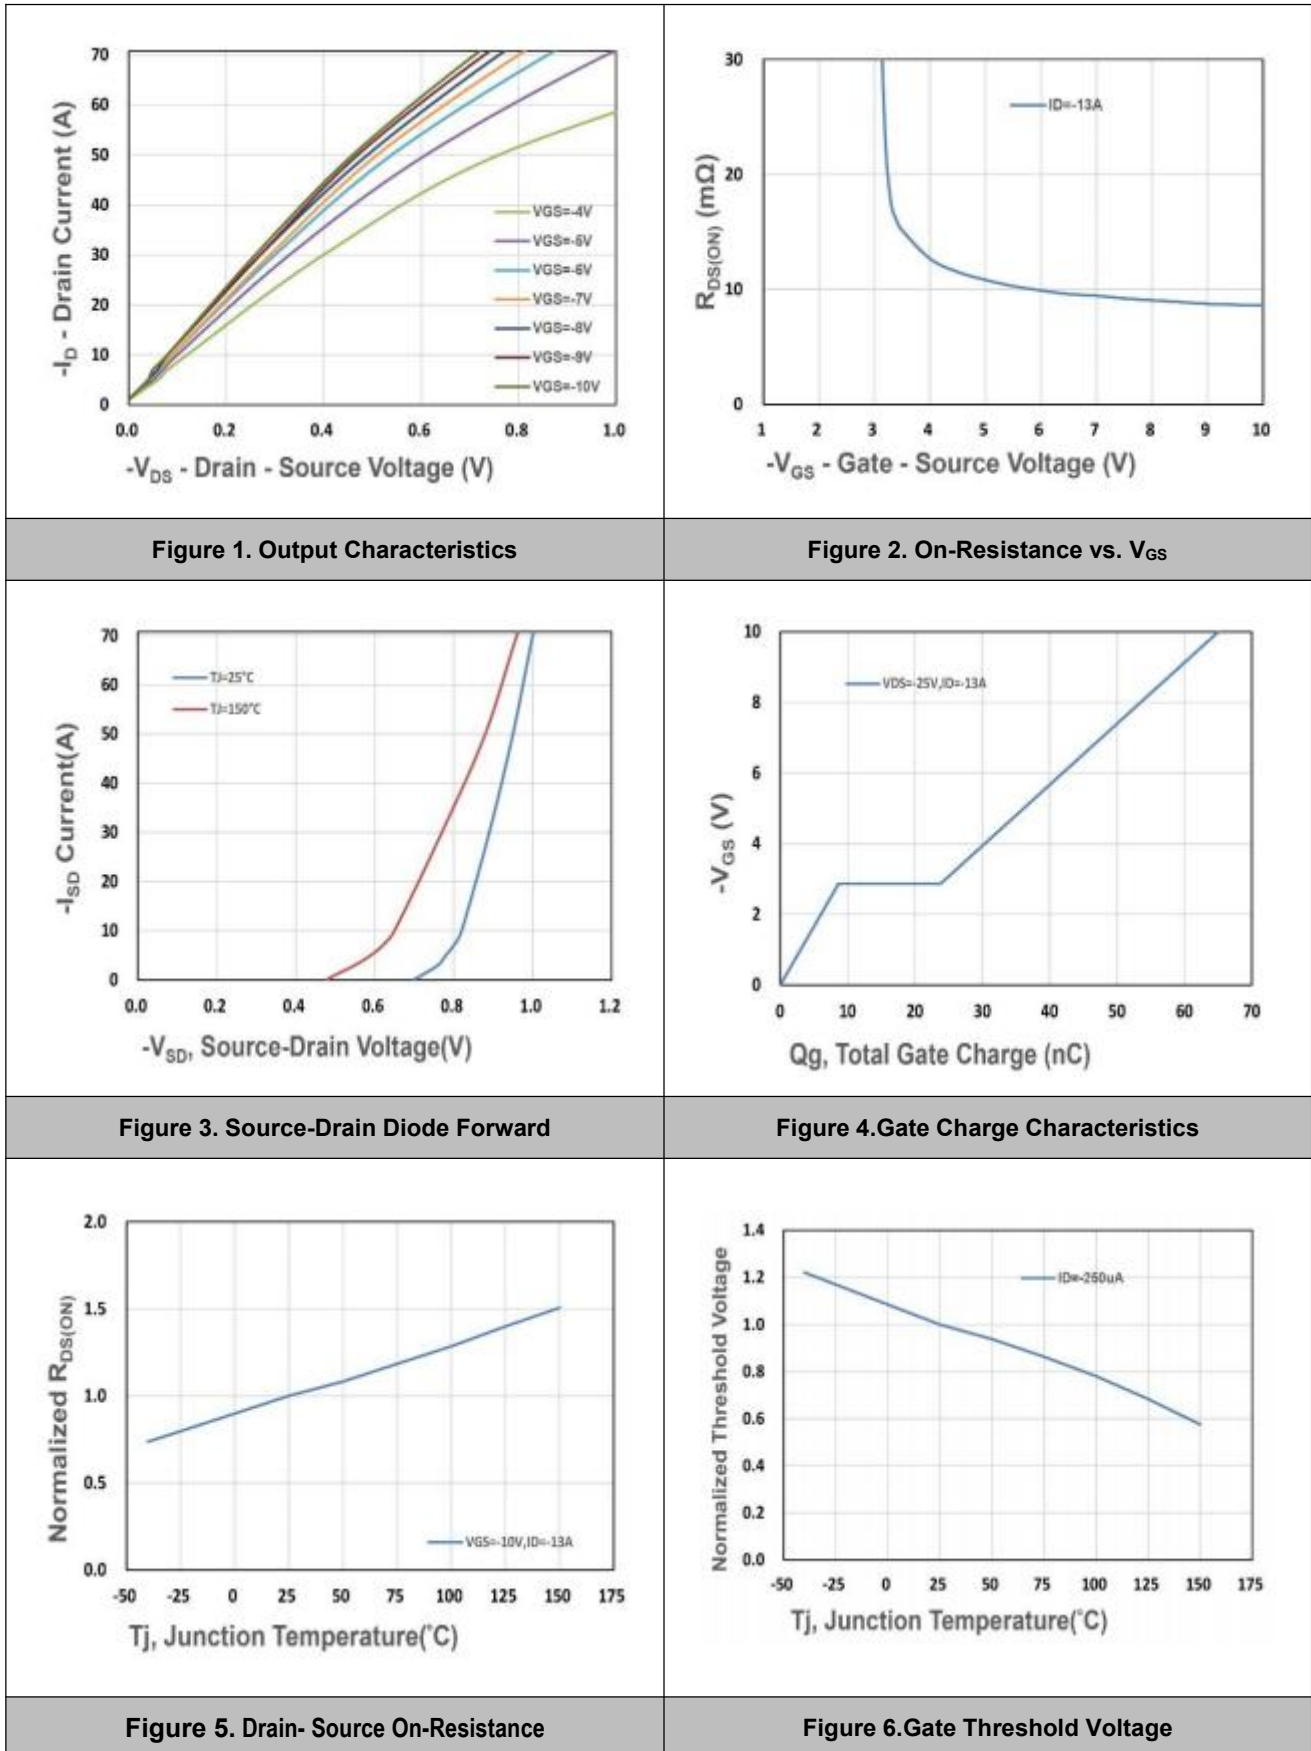 70
60
50
40
30
20
10
0
-I_D - Drain Current (A)
VGS=-4V
VGS=-5V
VGS=-6V
VGS=-7V
VGS=-8V
VGS=-9V
VGS=-10V
0.0 0.2 0.4 0.6 0.8 1.0
-V_DS - Drain - Source Voltage (V)
Figure 1. Output Characteristics
30
20
10
0
R_DS(ON) (mΩ)
ID=-13A
1 2 3 4 5 6 7 8 9 10
-V_GS - Gate - Source Voltage (V)
Figure 2. On-Resistance vs. V_GS
70
60
50
40
30
20
10
0
-I_SD Current(A)
TJ=25°C
TJ=150°C
0.0 0.2 0.4 0.6 0.8 1.0 1.2
-V_SD, Source-Drain Voltage(V)
Figure 3. Source-Drain Diode Forward
10
8
6
4
2
0
-V_GS (V)
VDS=-25V,ID=-13A
0 10 20 30 40 50 60 70
Qg, Total Gate Charge (nC)
Figure 4.Gate Charge Characteristics
2.0
1.5
1.0
0.5
0.0
Normalized R_DS(ON)
VGS=-10V,ID=-13A
-50 -25 0 25 50 75 100 125 150 175
Tj, Junction Temperature(°C)
Figure 5. Drain- Source On-Resistance
1.4
1.2
1.0
0.8
0.6
0.4
0.2
0.0
Normalized Threshold Voltage
ID=-250uA
-50 -25 0 25 50 75 100 125 150 175
Tj, Junction Temperature(°C)
Figure 6.Gate Threshold Voltage